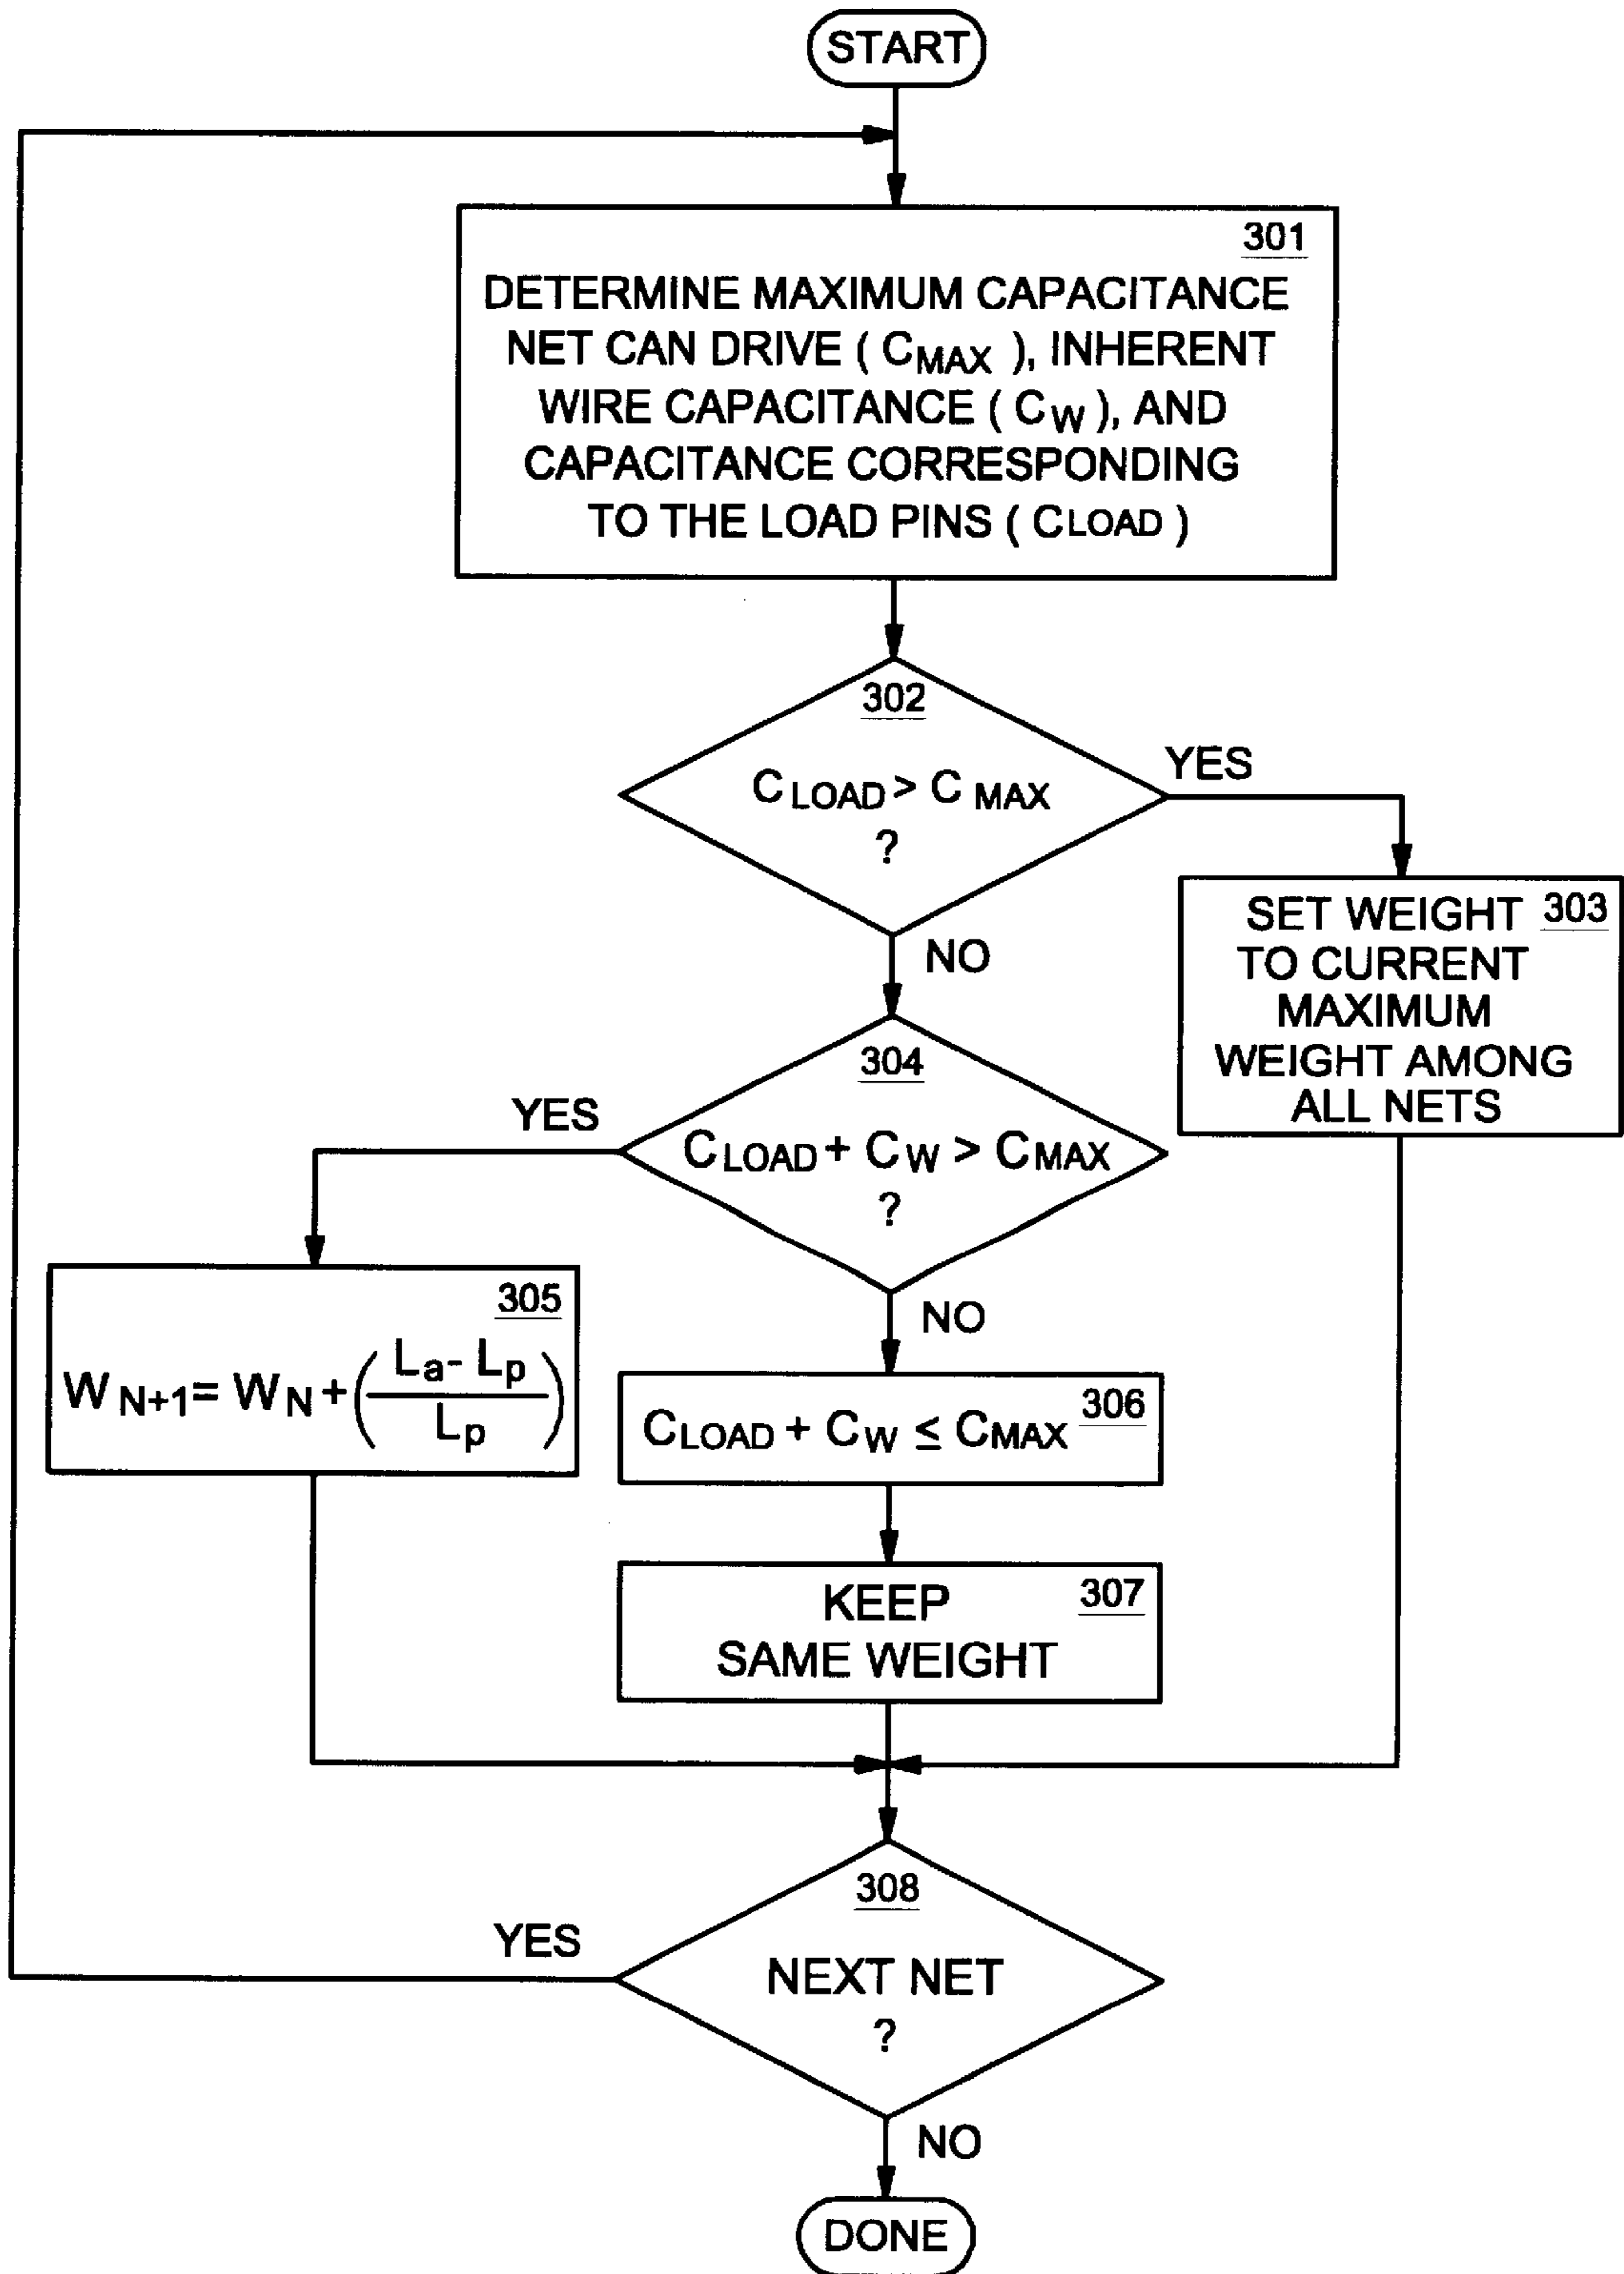 START
301
DETERMINE MAXIMUM CAPACITANCE
NET CAN DRIVE ( CMAX ), INHERENT
WIRE CAPACITANCE ( CW ), AND
CAPACITANCE CORRESPONDING
TO THE LOAD PINS ( CLOAD )
302
CLOAD > CMAX
?
YES
NO
SET WEIGHT 303
TO CURRENT
MAXIMUM
WEIGHT AMONG
ALL NETS
304
CLOAD + CW > CMAX
?
YES
NO
305
WN+1 = WN + ( La - Lp / Lp )
306
CLOAD + CW ≤ CMAX
KEEP 307
SAME WEIGHT
308
NEXT NET
?
YES
NO
DONE